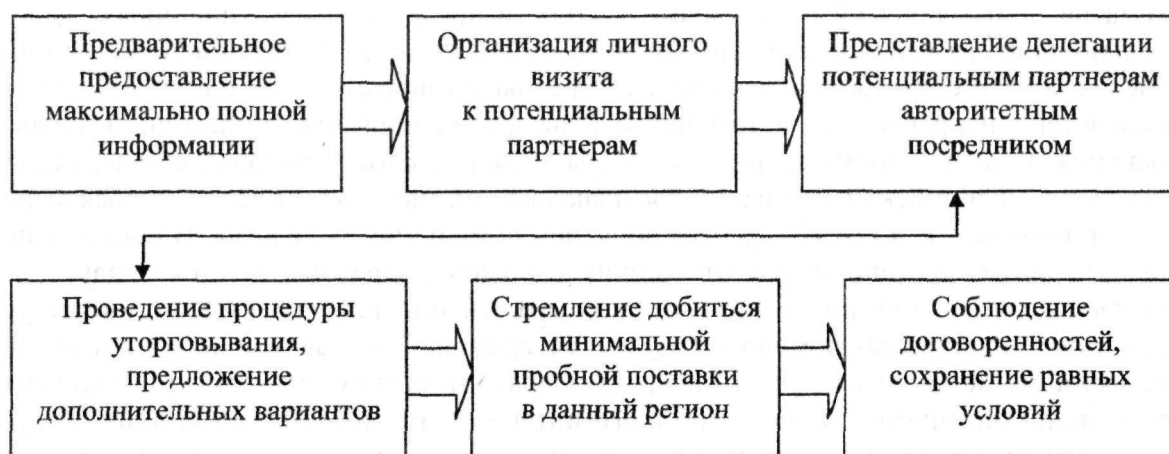 Предварительное
предоставление
максимально полной
информации
Организация личного
визита
к потенциальным
партнерам
Представление делегации
потенциальным партнерам
авторитетным
посредником
Проведение процедуры
уторговывания,
предложение
дополнительных вариантов
Стремление добиться
минимальной
пробной поставки
в данный регион
Соблюдение
договоренностей,
сохранение равных
условий